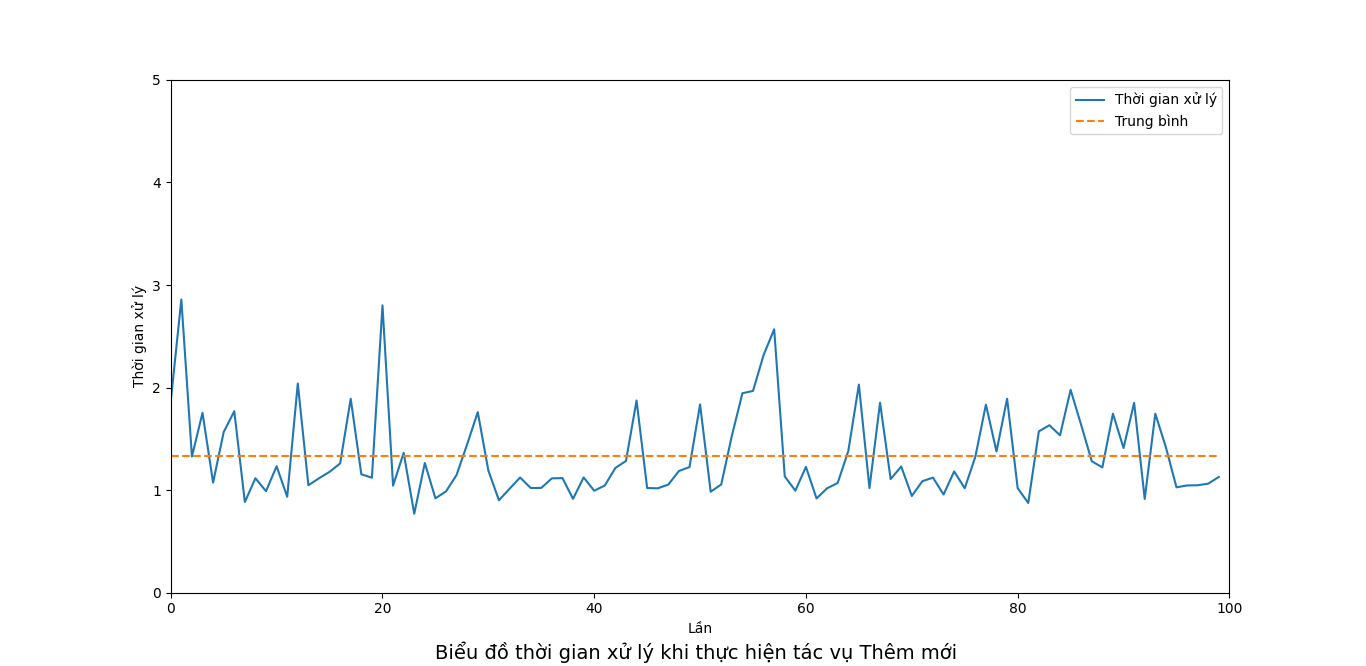 5
4
3
2
1
0
Thời gian xử lý
Thời gian xử lý
Trung bình
0 20 40 60 80 100
Lần
Biểu đồ thời gian xử lý khi thực hiện tác vụ Thêm mới